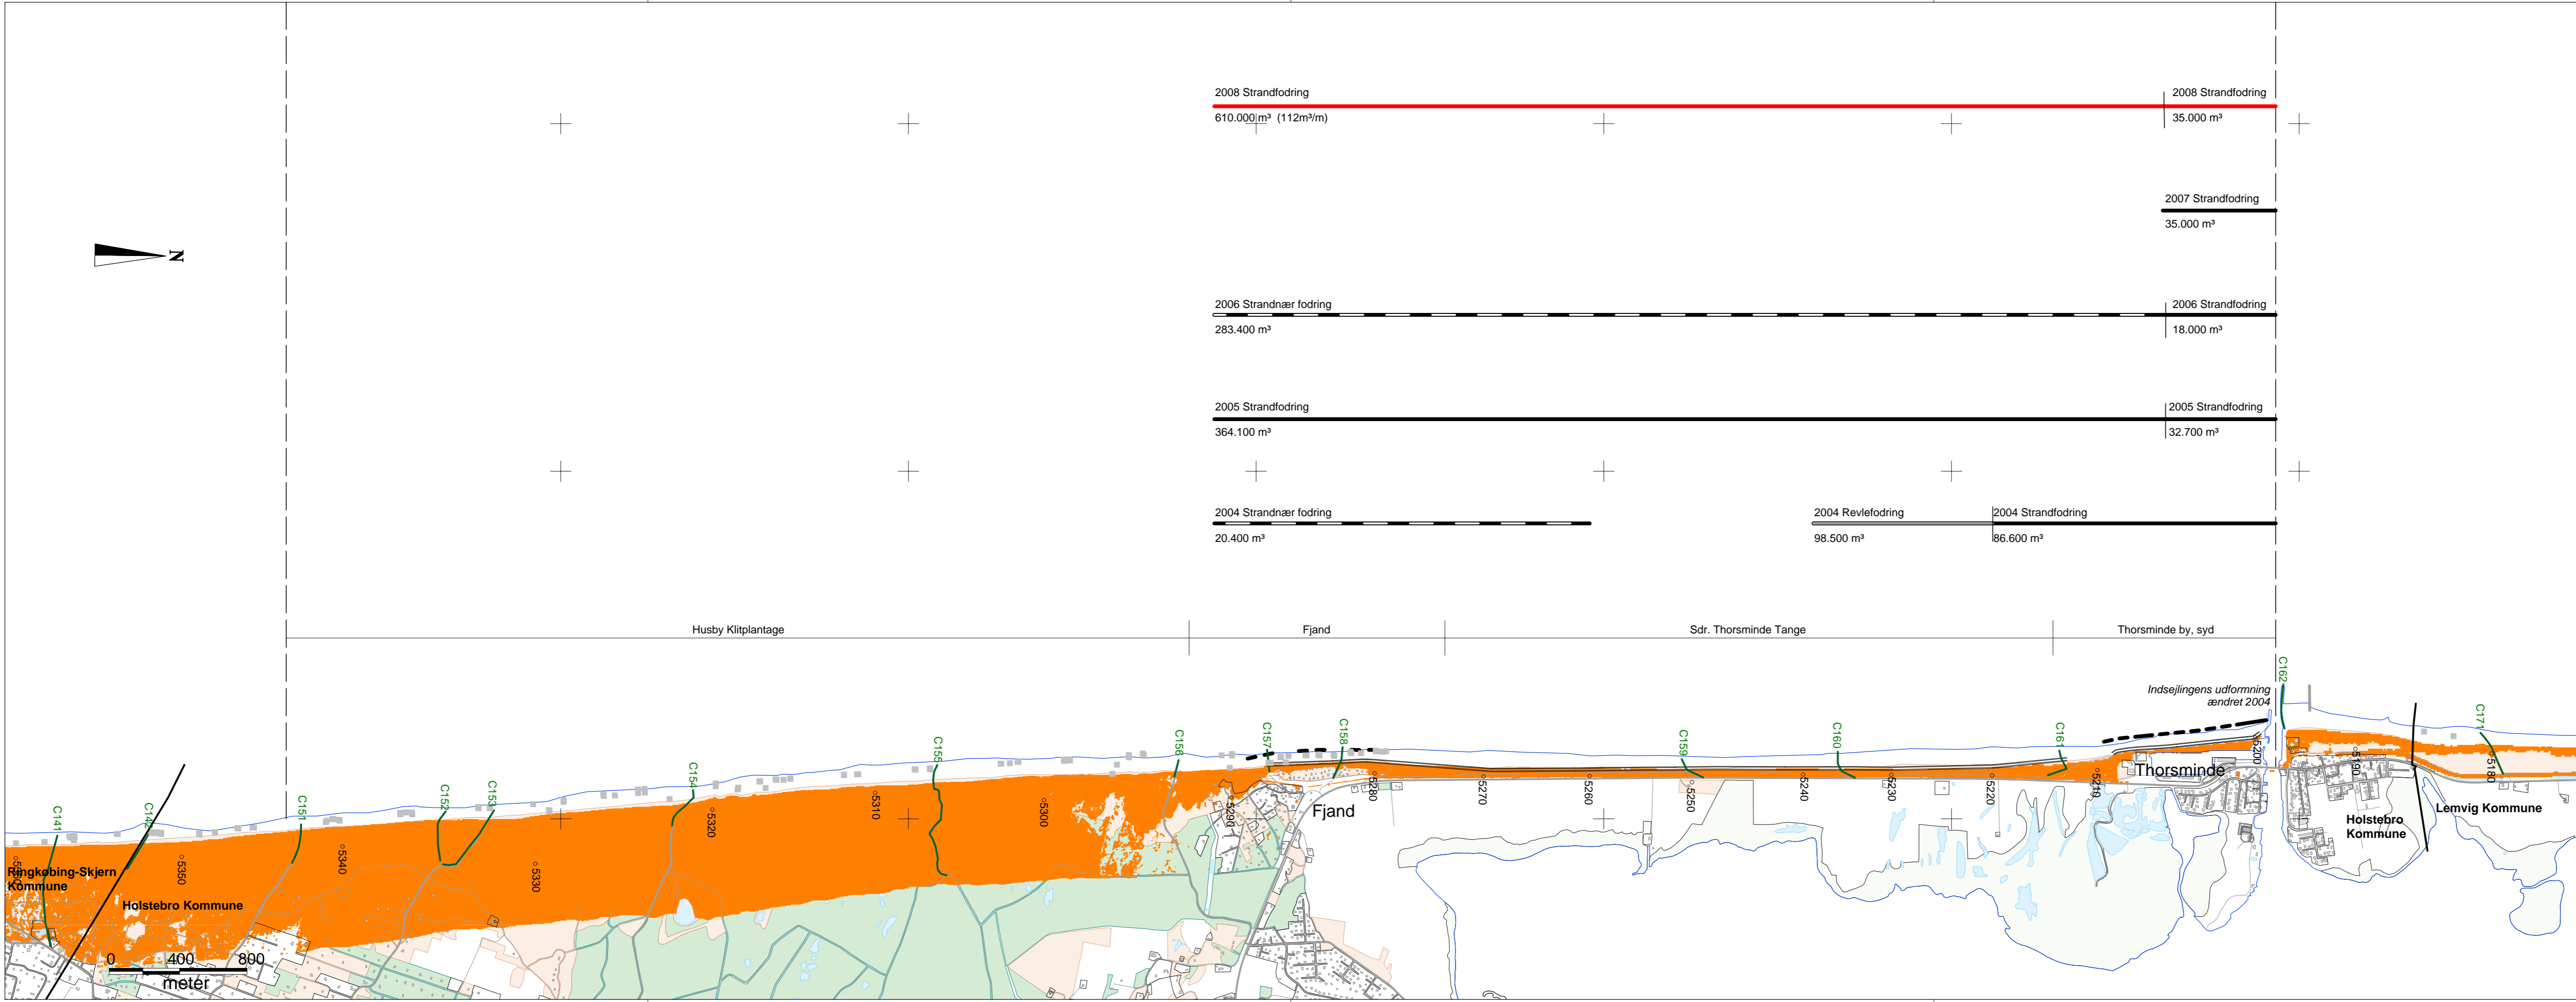 2008 Strandfodring
2008 Strandfodring
610.000 m³ (112m³/m)
35.000 m³
2007 Strandfodring
35.000 m³
N
2006 Strandnær fodring
2006 Strandfodring
283.400 m³
18.000 m³
2005 Strandfodring
2005 Strandfodring
364.100 m³
32.700 m³
2004 Strandnær fodring
2004 Revlefodring
2004 Strandfodring
20.400 m³
98.500 m³
86.600 m³
Husby Klitplantage
Fjand
Sdr. Thorsminde Tange
Thorsminde by, syd
Indsejlingens udformning
ændret 2004
C141
C142
C151
C152
C153
C154
C155
C156
C157
C158
C159
C160
C161
C162
C171
5350
5340
5330
5320
5310
5300
5290
5280
5270
5260
5250
5240
5230
5220
5210
5200
5190
5180
Thorsminde
Fjand
Lemvig Kommune
Holstebro
Kommune
Ringkøbing-Skjern
Kommune
Holstebro Kommune
0 400 800
meter